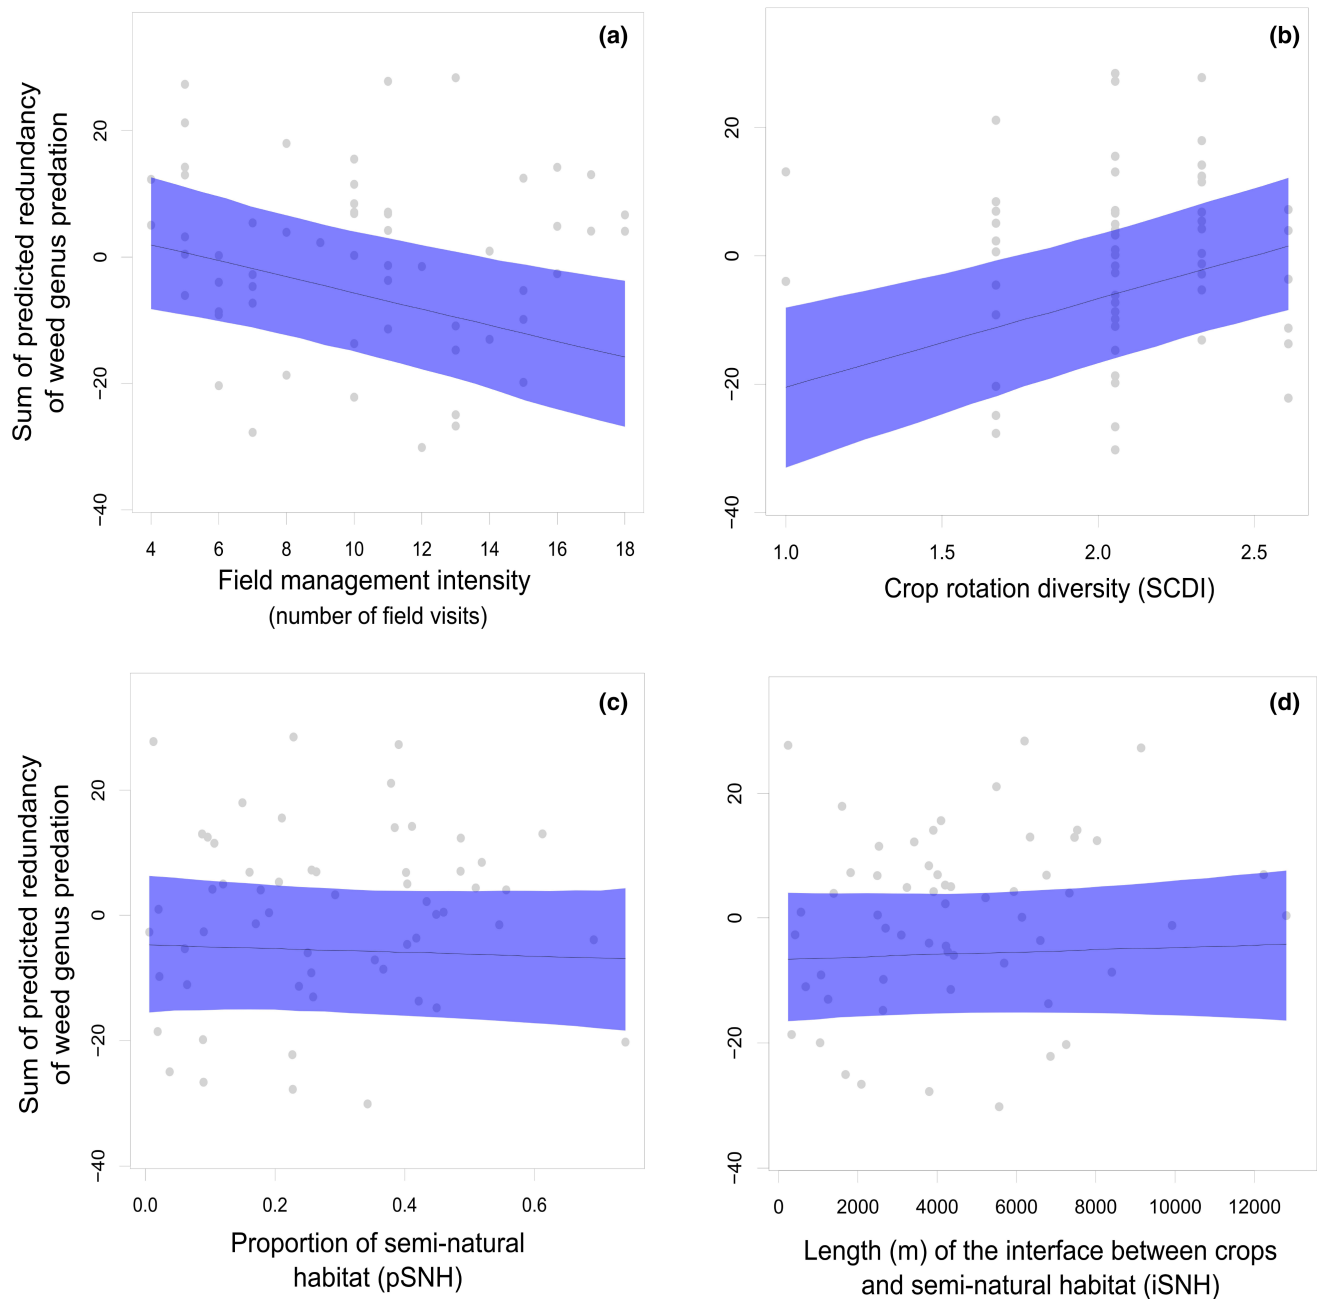 (a)
Sum of predicted redundancy
of weed genus predation
20
0
−20
−40
4 6 8 10 12 14 16 18
Field management intensity
(number of field visits)
(b)
20
0
−20
−40
1.0 1.5 2.0 2.5
Crop rotation diversity (SCDI)
(c)
Sum of predicted redundancy
of weed genus predation
20
0
−20
−40
0.0 0.2 0.4 0.6
Proportion of semi-natural
habitat (pSNH)
(d)
20
0
−20
−40
0 2000 4000 6000 8000 10000 12000
Length (m) of the interface between crops
and semi-natural habitat (iSNH)